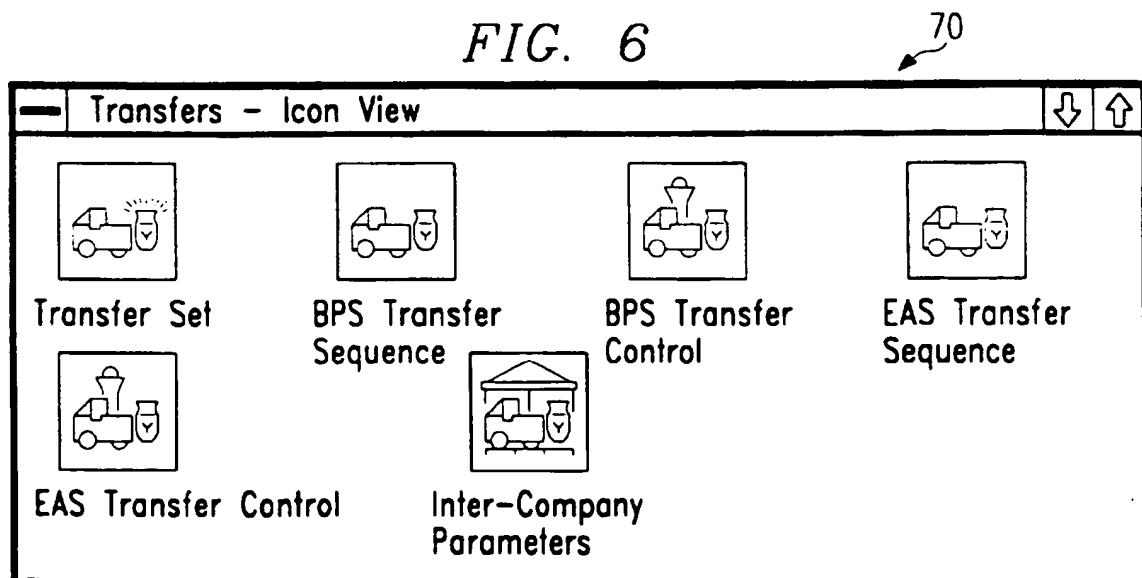 FIG. 6
70
Transfers - Icon View
Transfer Set
BPS Transfer
Sequence
BPS Transfer
Control
EAS Transfer
Sequence
EAS Transfer Control
Inter-Company
Parameters